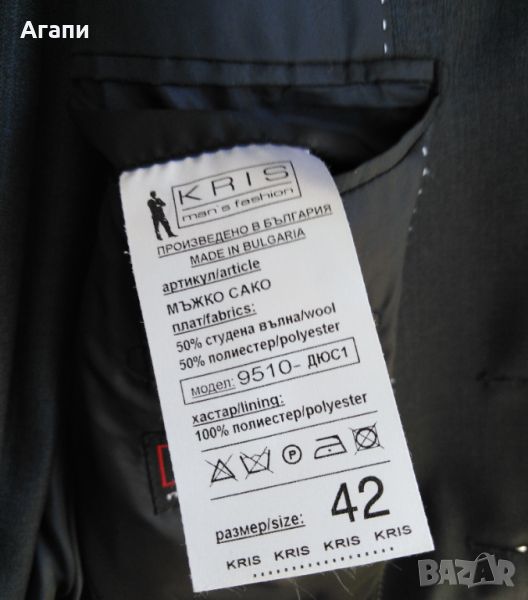 Агапи
KRIS
man's fashion
ПРОИЗВЕДЕНО В БЪЛГАРИЯ
MADE IN BULGARIA
артикул/article
МЪЖКО САКО
плат/fabrics:
50% студена вълна/wool
50% полиестер/polyester
модел: 9510-ДЮС1
хастар/lining:
100% полиестер/polyester
P
размер/size: 42
KRIS KRIS KRIS KRIS
BAZAR